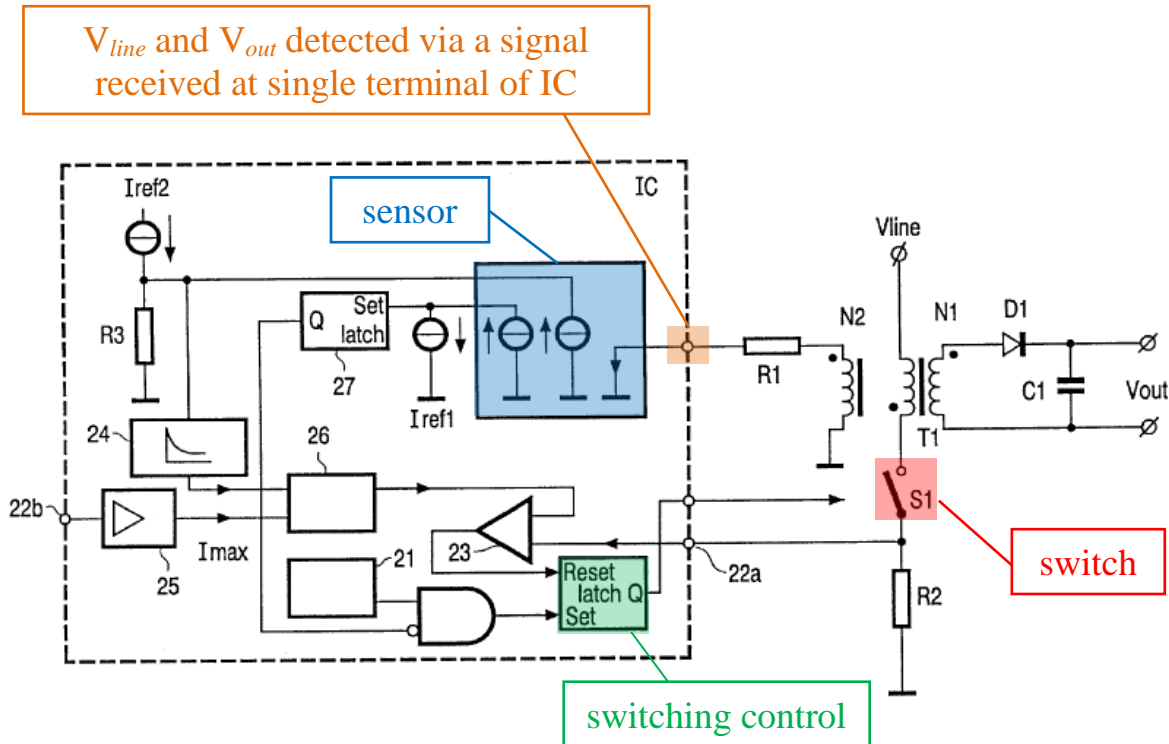 Vline and Vout detected via a signal
received at single terminal of IC
Iref2
IC
sensor
Vline
R3
Q
Set
latch
27
Iref1
R1
N2
N1
D1
C1
Vout
T1
24
26
S1
22b
25
Imax
23
21
22a
Reset
latch Q
Set
switch
R2
switching control